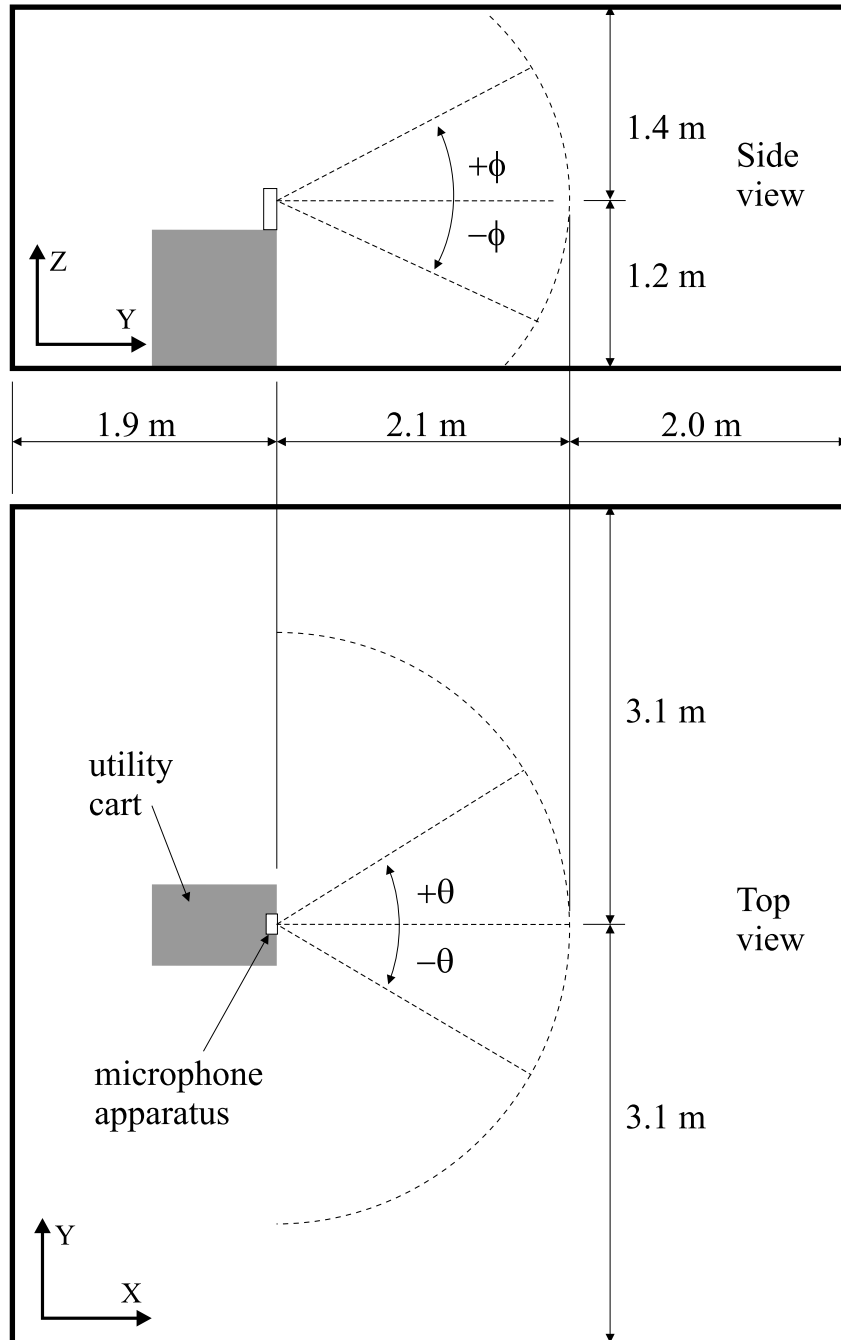 1.4 m
Side
view
+ϕ
−ϕ
Z
Y
1.2 m
1.9 m
2.1 m
2.0 m
3.1 m
utility
cart
+θ
−θ
Top
view
microphone
apparatus
3.1 m
Y
X